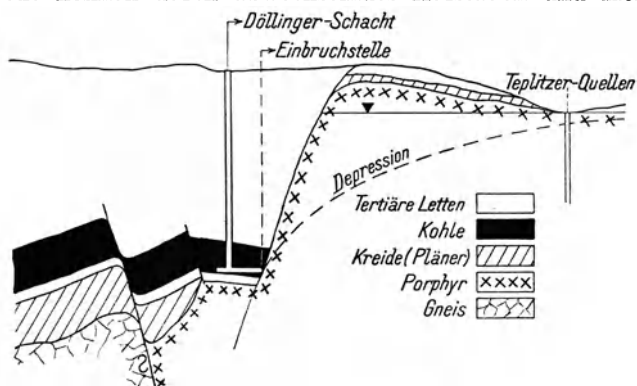 Döllinger-Schacht
Einbruchstelle
Teplitzer-Quellen
Depression
Tertiäre Letten
Kohle
Kreide (Pläner)
Porphyr
Gneis